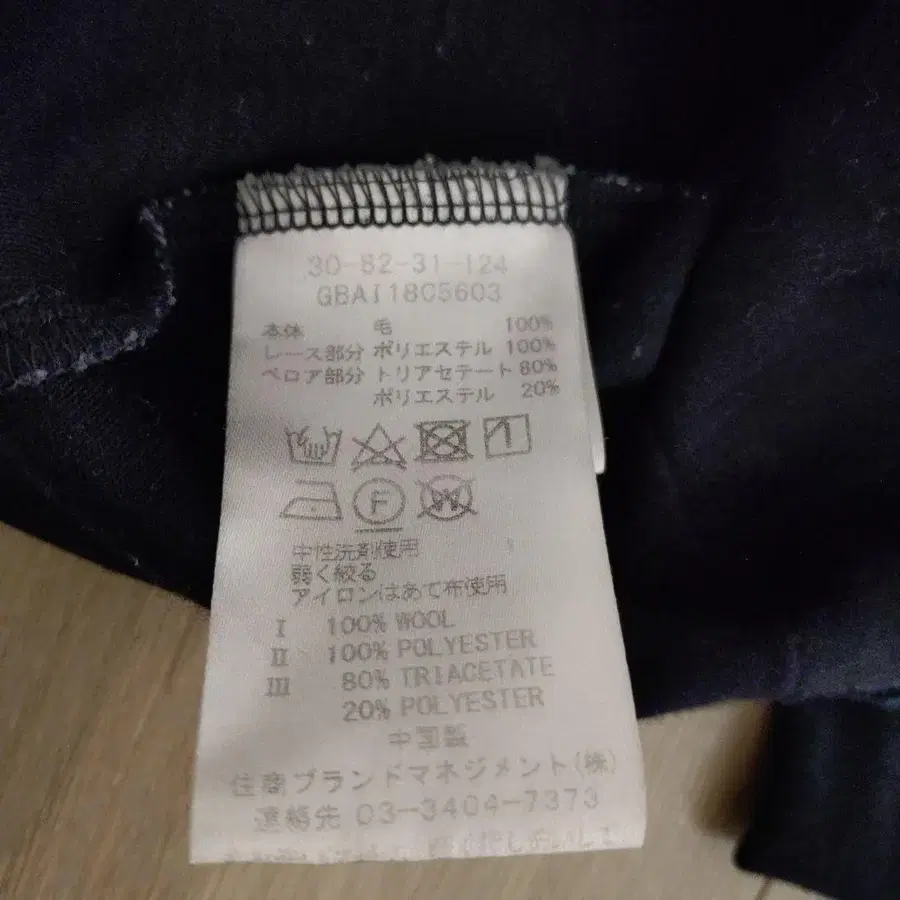 30-82-31-124
GBAI18C5603
本体 毛 100%
レース部分 ポリエステル 100%
ベロア部分 トリアセテート 80%
ポリエステル 20%
F W
中性洗剤使用
弱く絞る
アイロンはあて布使用
Ⅰ 100% WOOL
Ⅱ 100% POLYESTER
Ⅲ 80% TRIACETATE
20% POLYESTER
中国製
住商ブランドマネジメント(株)
連絡先 03-3404-7373